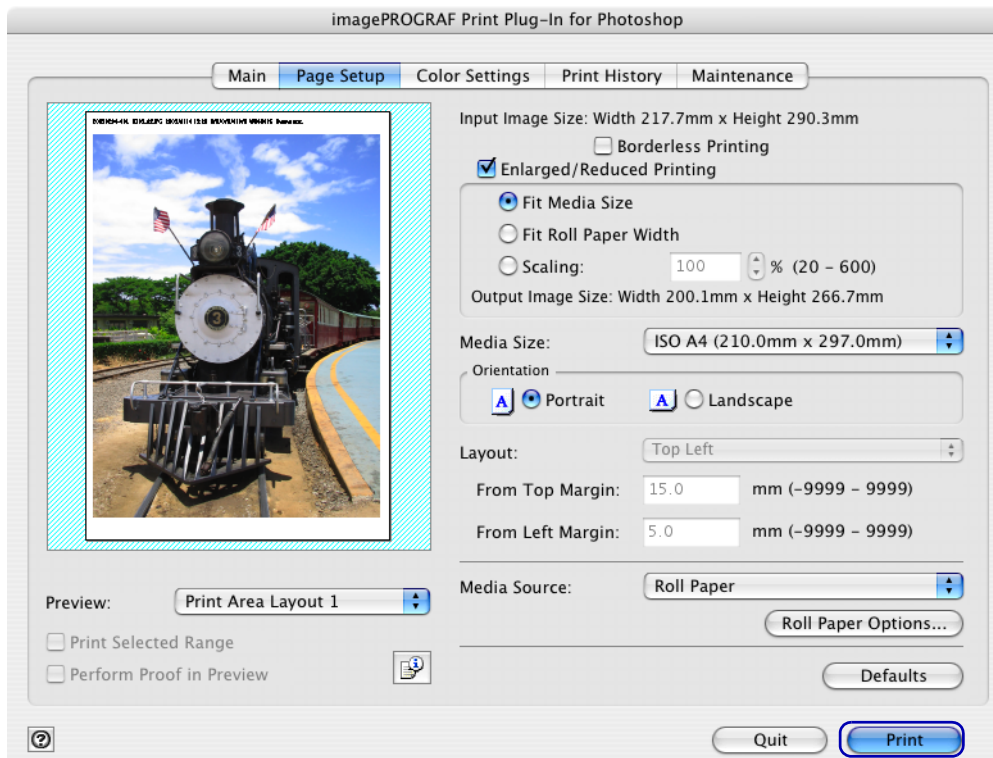 imagePROGRAF Print Plug-In for Photoshop
Main Page Setup Color Settings Print History Maintenance
Input Image Size: Width 217.7mm x Height 290.3mm
Borderless Printing
Enlarged/Reduced Printing
Fit Media Size
Fit Roll Paper Width
Scaling: 100 % (20 - 600)
Output Image Size: Width 200.1mm x Height 266.7mm
Media Size: ISO A4 (210.0mm x 297.0mm)
Orientation
A Portrait A Landscape
Layout: Top Left
From Top Margin: 15.0 mm (-9999 - 9999)
From Left Margin: 5.0 mm (-9999 - 9999)
Media Source: Roll Paper
Roll Paper Options...
Defaults
3
Preview: Print Area Layout 1
Print Selected Range
Perform Proof in Preview
? Quit Print